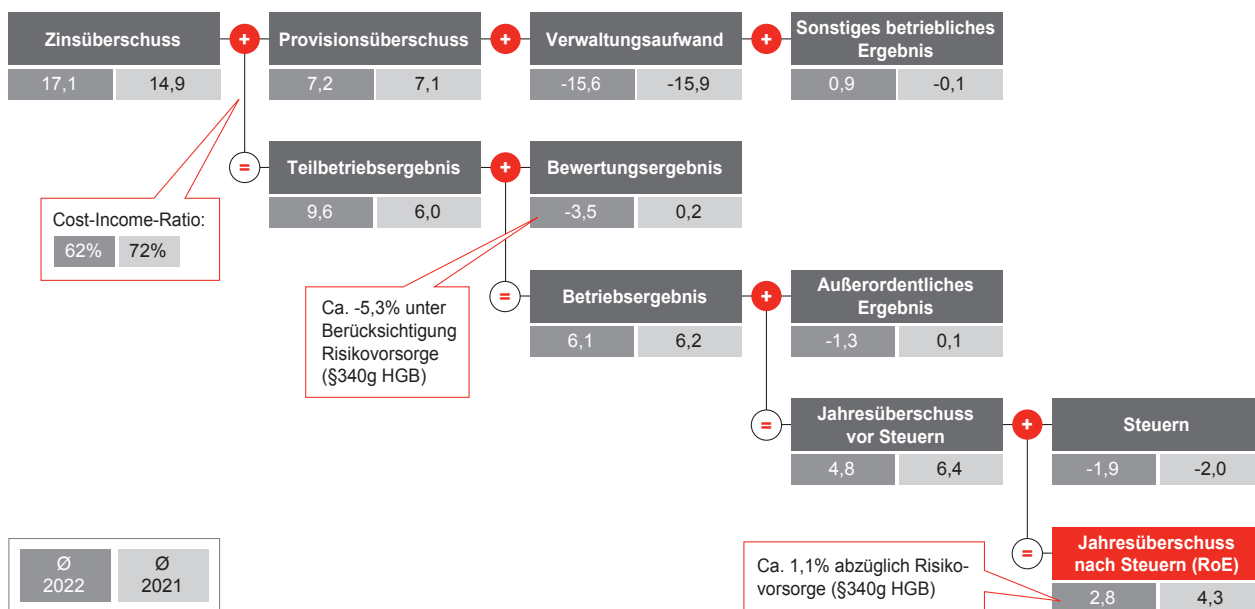 Zinsüberschuss
+
Provisionsüberschuss
+
Verwaltungsaufwand
+
Sonstiges betriebliches
Ergebnis
17,1 14,9
7,2 7,1
-15,6 -15,9
0,9 -0,1
=
Teilbetriebsergebnis
+
Bewertungsergebnis
9,6 6,0
-3,5 0,2
Cost-Income-Ratio:
62% 72%
Ca. -5,3% unter
Berücksichtigung
Risikovorsorge
(§340g HGB)
=
Betriebsergebnis
+
Außerordentliches
Ergebnis
6,1 6,2
-1,3 0,1
=
Jahresüberschuss
vor Steuern
+
Steuern
4,8 6,4
-1,9 -2,0
Ø
2022
Ø
2021
Ca. 1,1% abzüglich Risiko-
vorsorge (§340g HGB)
=
Jahresüberschuss
nach Steuern (RoE)
2,8 4,3